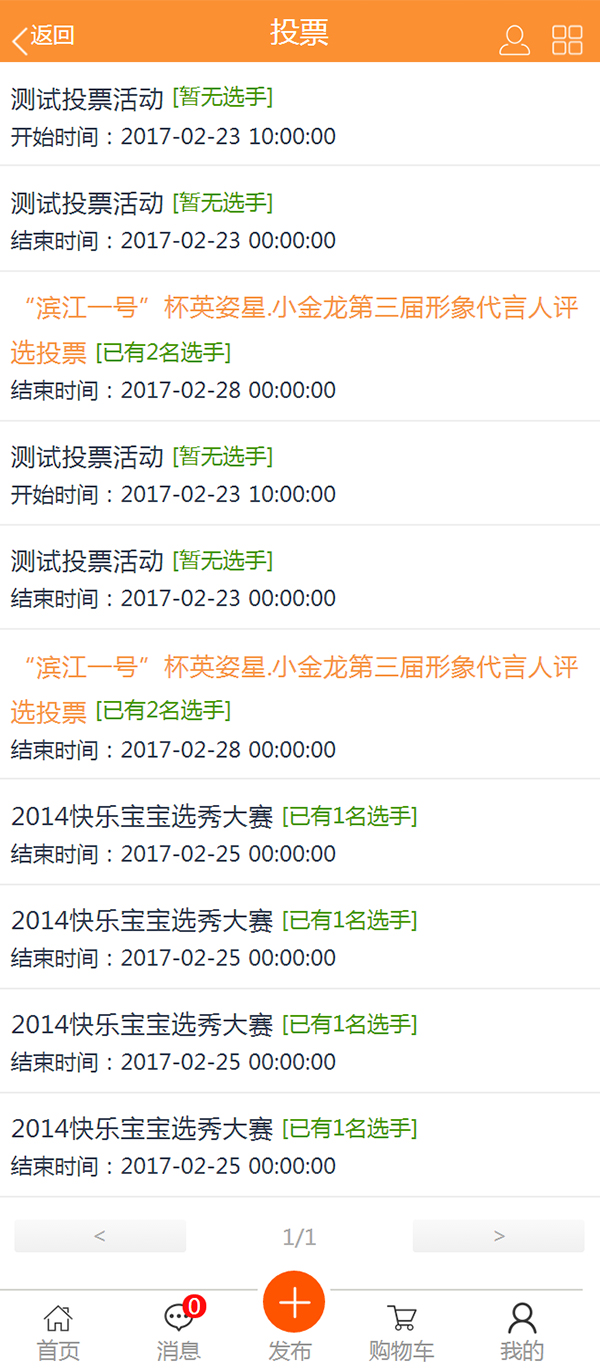 返回 投票
测试投票活动 [暂无选手]
开始时间：2017-02-23 10:00:00
测试投票活动 [暂无选手]
结束时间：2017-02-23 00:00:00
“滨江一号”杯英姿星.小金龙第三届形象代言人评
选投票 [已有2名选手]
结束时间：2017-02-28 00:00:00
测试投票活动 [暂无选手]
开始时间：2017-02-23 10:00:00
测试投票活动 [暂无选手]
结束时间：2017-02-23 00:00:00
“滨江一号”杯英姿星.小金龙第三届形象代言人评
选投票 [已有2名选手]
结束时间：2017-02-28 00:00:00
2014快乐宝宝选秀大赛 [已有1名选手]
结束时间：2017-02-25 00:00:00
2014快乐宝宝选秀大赛 [已有1名选手]
结束时间：2017-02-25 00:00:00
2014快乐宝宝选秀大赛 [已有1名选手]
结束时间：2017-02-25 00:00:00
2014快乐宝宝选秀大赛 [已有1名选手]
结束时间：2017-02-25 00:00:00
< 1/1 >
0
首页 消息 发布 购物车 我的